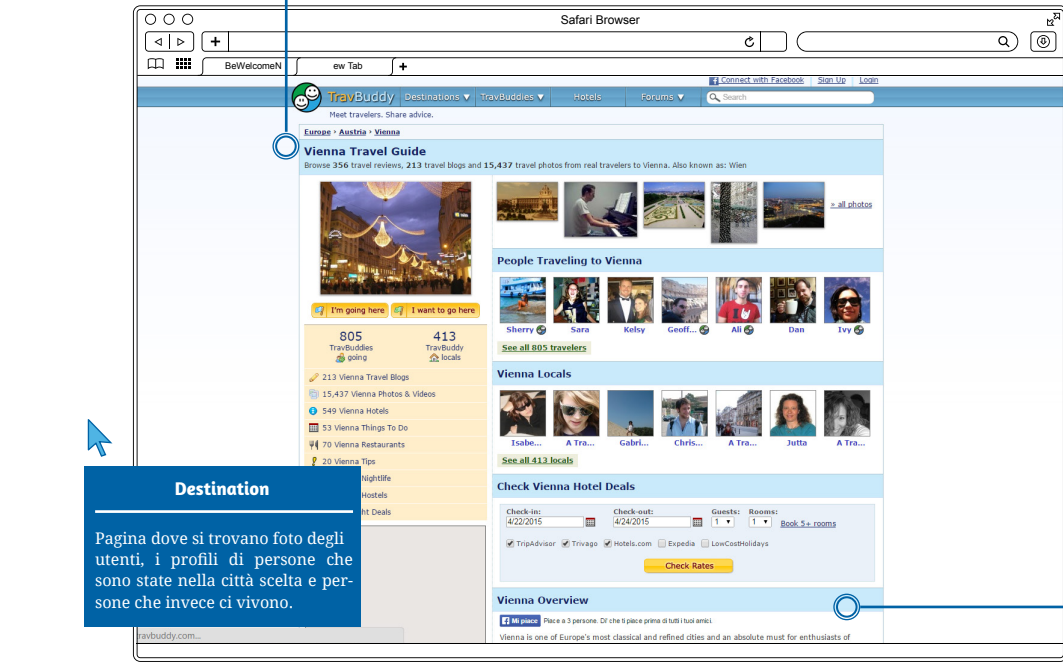 Safari Browser
BeWelcomeN
ew Tab
Connect with Facebook | Sign Up | Login
TravBuddy Destinations ▼ TravBuddies ▼ Hotels Forums ▼ Search
Meet travelers. Share advice.
Europe › Austria › Vienna
Vienna Travel Guide
Browse 356 travel reviews, 213 travel blogs and 15,437 travel photos from real travelers to Vienna. Also known as: Wien
» all photos
I'm going here
I want to go here
805
TravBuddies
going
413
TravBuddy
locals
213 Vienna Travel Blogs
15,437 Vienna Photos & Videos
549 Vienna Hotels
53 Vienna Things To Do
70 Vienna Restaurants
20 Vienna Tips
Nightlife
Hostels
ht Deals
People Traveling to Vienna
Sherry Sara Kelsy Geoff... Ali Dan Ivy
See all 805 travelers
Vienna Locals
Isabe... A Tra... Gabri... Chris... A Tra... Jutta A Tra...
See all 413 locals
Check Vienna Hotel Deals
Check-in: Check-out: Guests: Rooms:
4/22/2015 4/24/2015 1 ▼ 1 ▼ Book 5+ rooms
TripAdvisor Trivago Hotels.com Expedia LowCostHolidays
Check Rates
Vienna Overview
Mi piace Piace a 3 persone. Di' che ti piace prima di tutti i tuoi amici.
Vienna is one of Europe's most classical and refined cities and an absolute must for enthusiasts of
Destination
Pagina dove si trovano foto degli
utenti, i profili di persone che
sono state nella città scelta e per-
sone che invece ci vivono.
ravbuddy.com...